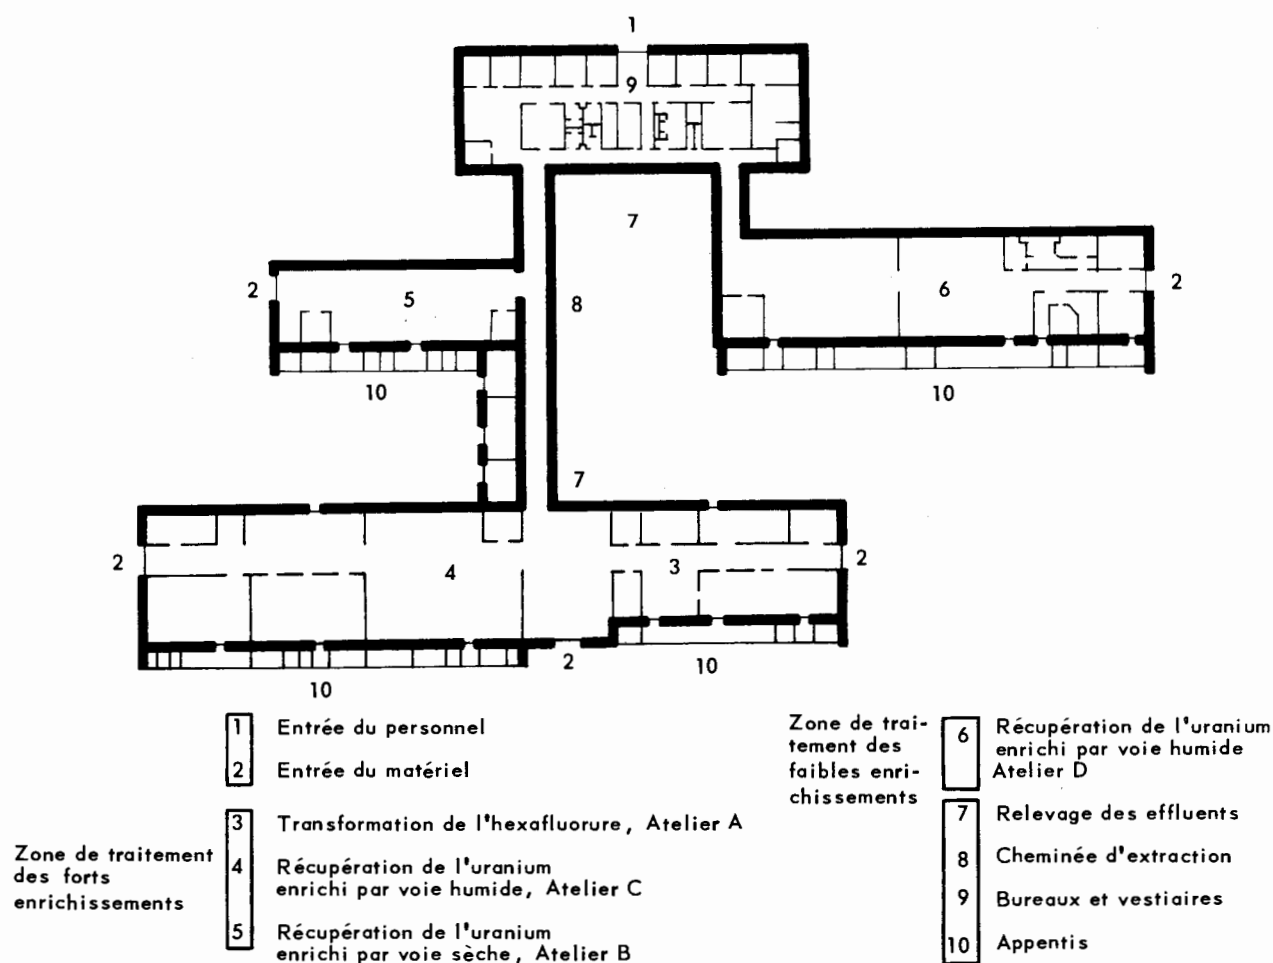 1
9
7
2
5
8
6
2
10
10
7
2
4
3
2
2
10
10
1 Entrée du personnel
2 Entrée du matériel
Zone de traitement
des forts
enrichissements
3 Transformation de l'hexafluorure, Atelier A
4 Récupération de l'uranium
enrichi par voie humide, Atelier C
5 Récupération de l'uranium
enrichi par voie sèche, Atelier B
Zone de trai-
tement des
faibles enri-
chissements
6 Récupération de l'uranium
enrichi par voie humide
Atelier D
7 Relevage des effluents
8 Cheminée d'extraction
9 Bureaux et vestiaires
10 Appentis